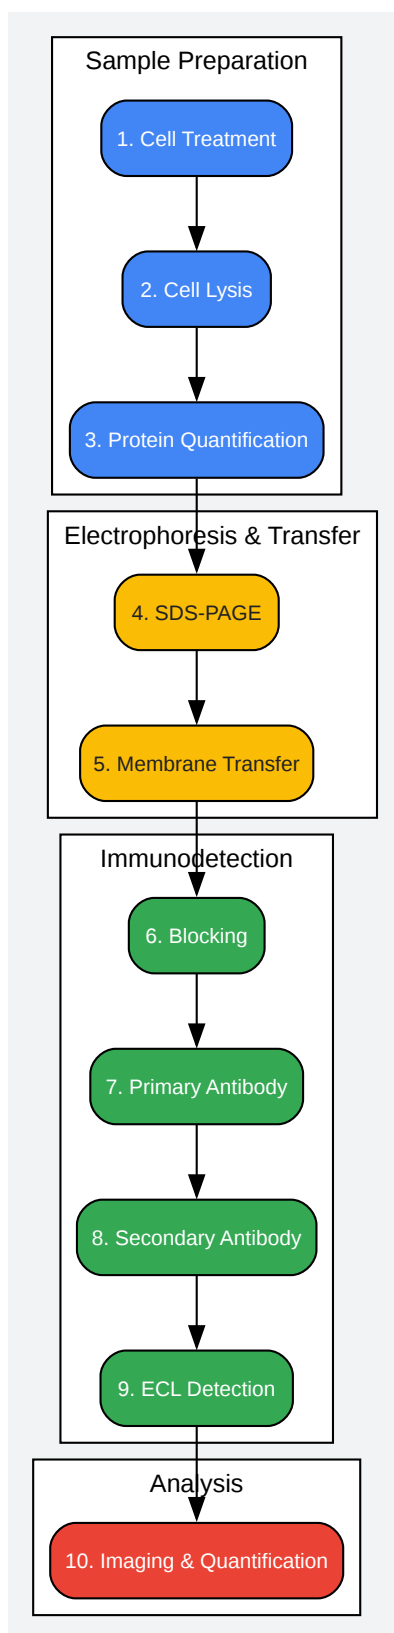 Sample Preparation
1. Cell Treatment
2. Cell Lysis
3. Protein Quantification
Electrophoresis & Transfer
4. SDS-PAGE
5. Membrane Transfer
Immunodetection
6. Blocking
7. Primary Antibody
8. Secondary Antibody
9. ECL Detection
Analysis
10. Imaging & Quantification